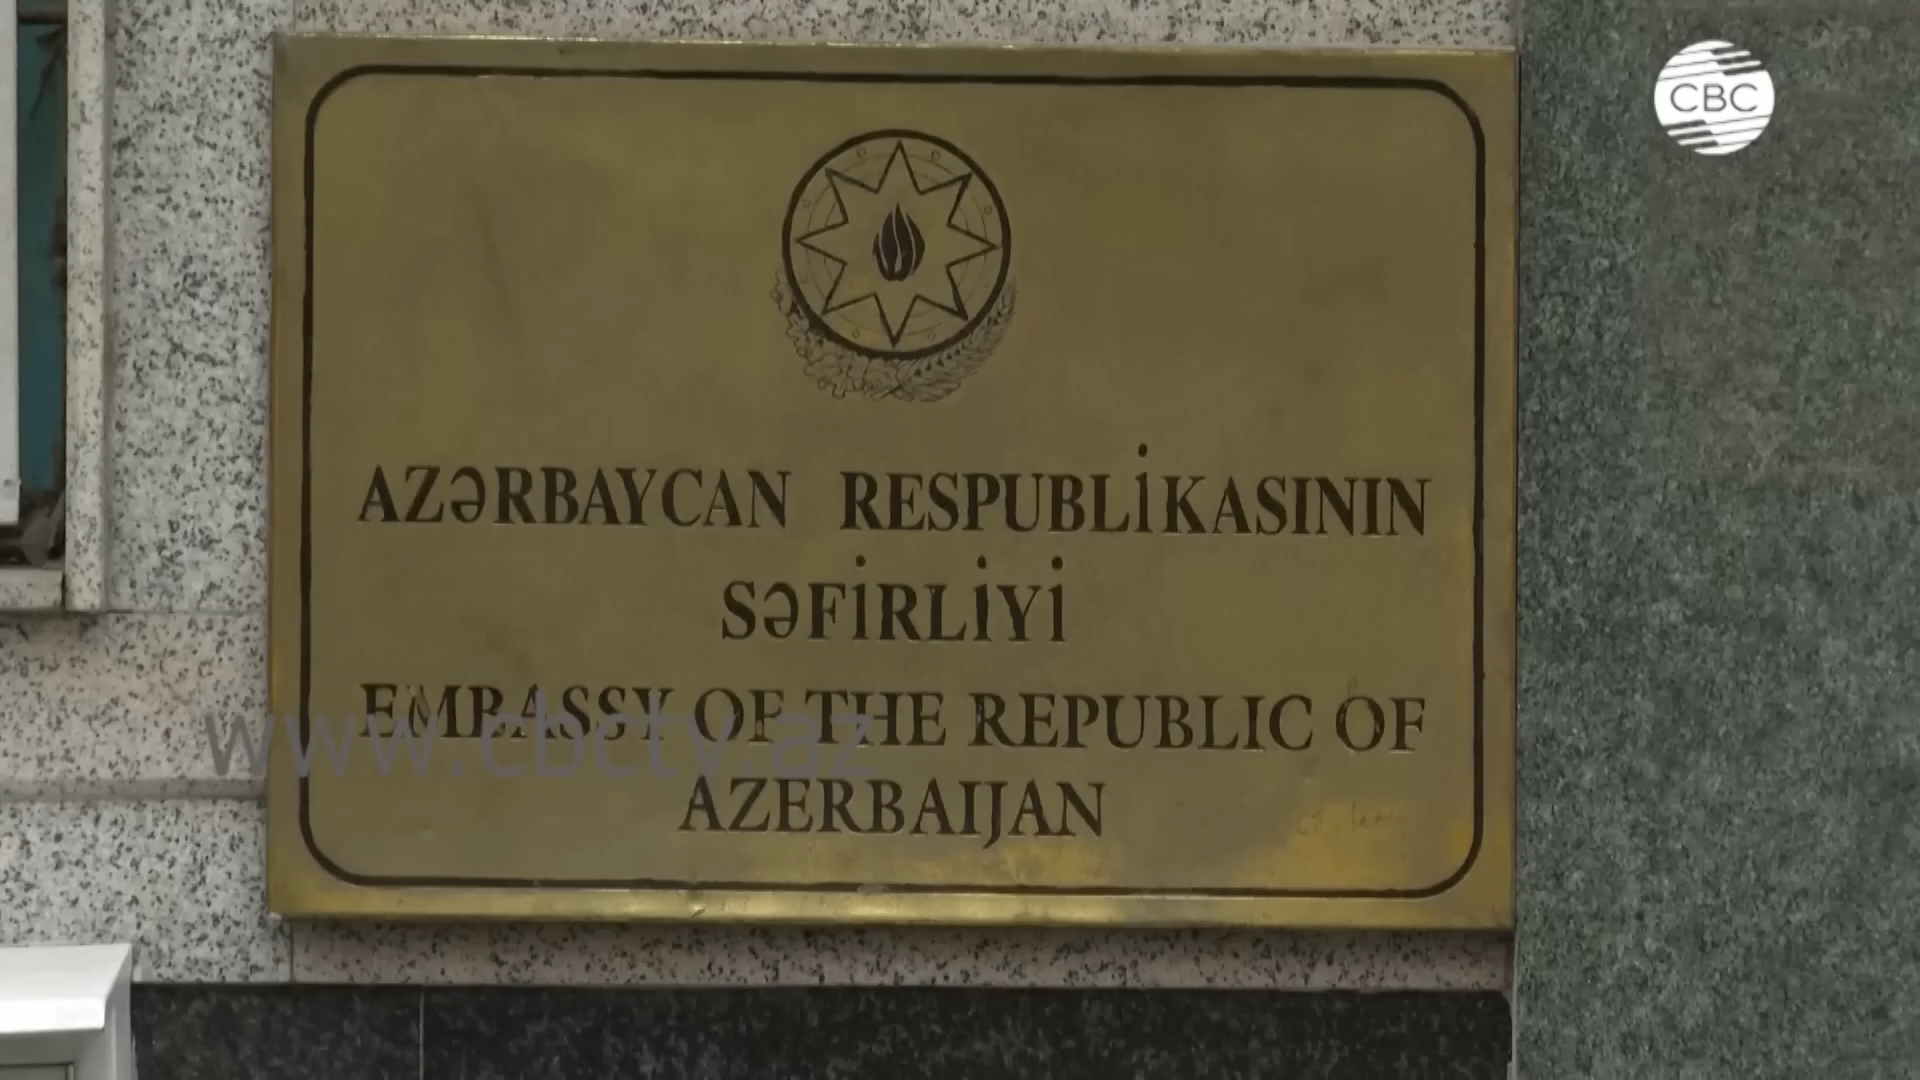 CBC
AZƏRBAYCAN RESPUBLİKASININ
SƏFİRLİYİ
EMBASSY OF THE REPUBLIC OF
www.cbctv.az
AZERBAIJAN